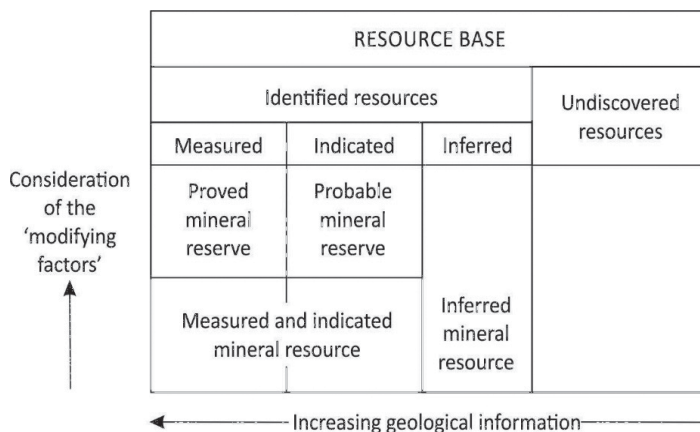 RESOURCE BASE
Identified resources
Undiscovered
resources
Measured
Indicated
Inferred
Consideration
of the
‘modifying
factors’
Proved
mineral
reserve
Probable
mineral
reserve
Measured and indicated
mineral resource
Inferred
mineral
resource
Increasing geological information